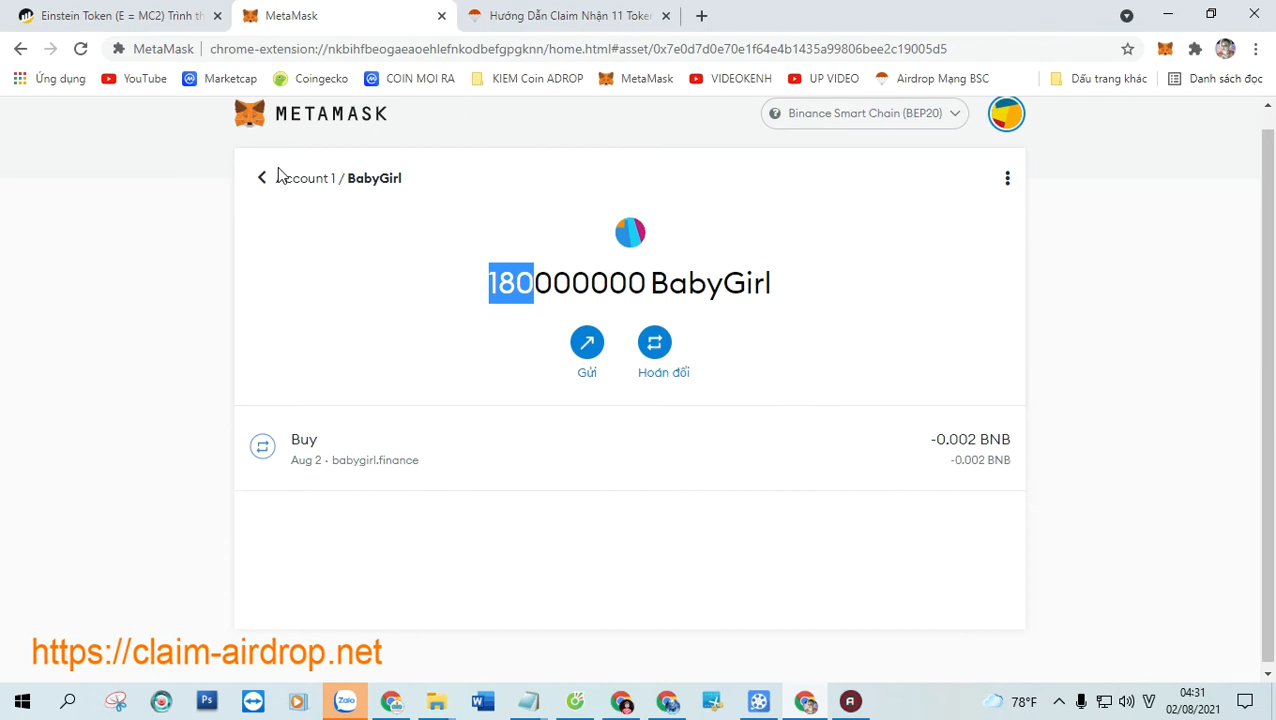 Einstein Token (E = MC2) Trình th
MetaMask
Hướng Dẫn Claim Nhận 11 Token
MetaMask
chrome-extension://nkbihfbeogaeaoehlefnkodbefgpgknn/home.html#asset/0x7e0d7d0e70e1f64e4b1435a99806bee2c19005d5
Ứng dụng
YouTube
Marketcap
Coingecko
COIN MOI RA
KIEM Coin ADROP
MetaMask
VIDEOKENH
UP VIDEO
Airdrop Mạng BSC
Dấu trang khác
Danh sách đọc
METAMASK
Binance Smart Chain (BEP20)
Account 1 / BabyGirl
180000000 BabyGirl
Gửi
Hoán đổi
Buy
-0.002 BNB
Aug 2 · babygirl.finance
-0.002 BNB
https://claim-airdrop.net
Ps
Zalo
78°F
04:31
02/08/2021